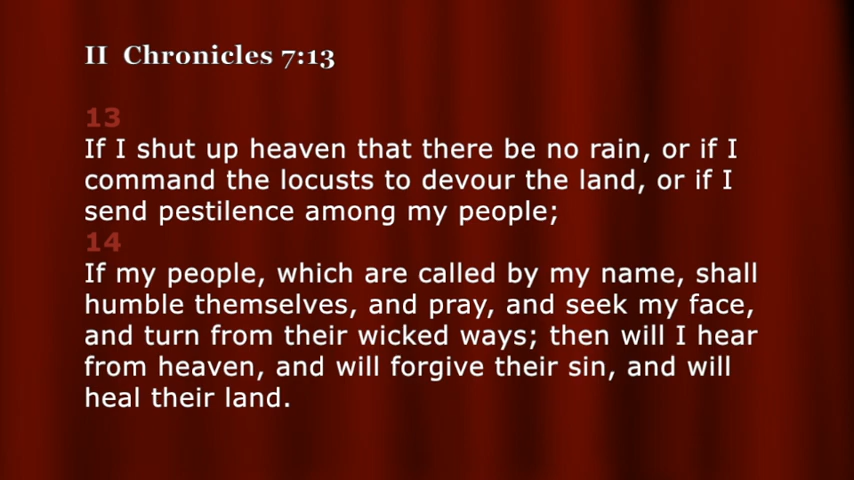 II Chronicles 7:13
13
If I shut up heaven that there be no rain, or if I
command the locusts to devour the land, or if I
send pestilence among my people;
14
If my people, which are called by my name, shall
humble themselves, and pray, and seek my face,
and turn from their wicked ways; then will I hear
from heaven, and will forgive their sin, and will
heal their land.